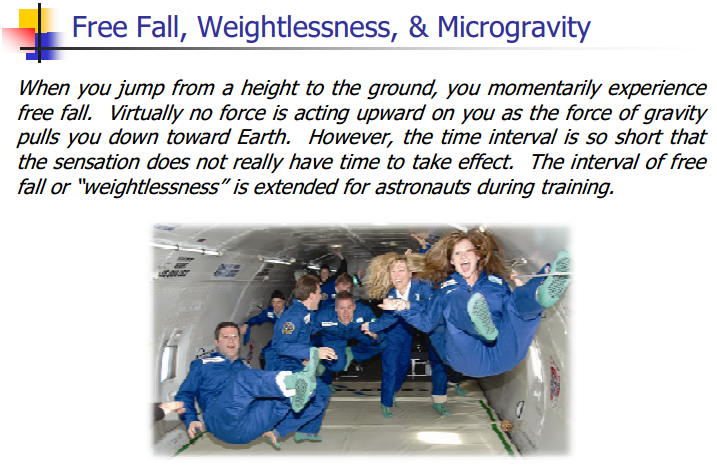 Free Fall, Weightlessness, & Microgravity
When you jump from a height to the ground, you momentarily experience
free fall. Virtually no force is acting upward on you as the force of gravity
pulls you down toward Earth. However, the time interval is so short that
the sensation does not really have time to take effect. The interval of free
fall or “weightlessness” is extended for astronauts during training.